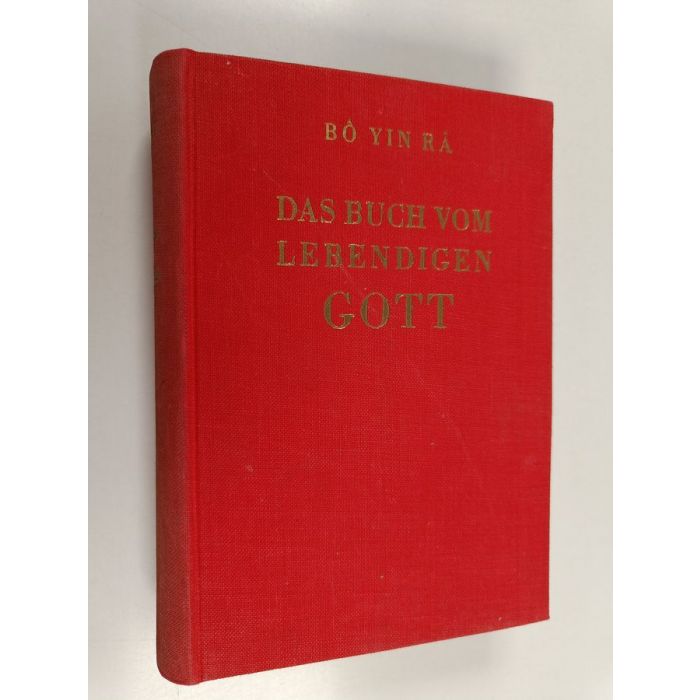 BÔ YIN RÂ
DAS BUCH VOM
LEBENDIGEN
GOTT